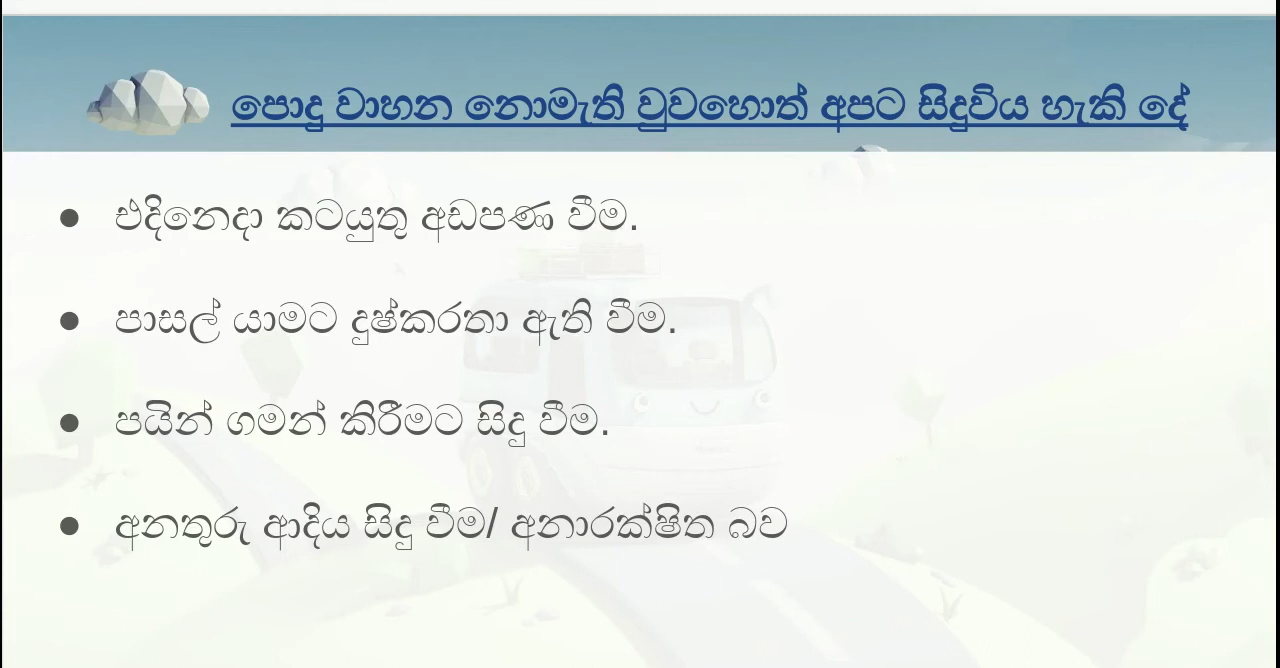 පොදු වාහන නොමැති වුවහොත් අපට සිදුවිය හැකි දේ
● එදිනෙදා කටයුතු අඩපණ වීම.
● පාසල් යාමට දුෂ්කරතා ඇති වීම.
● පයින් ගමන් කිරීමට සිදු වීම.
● අනතුරු ආදිය සිදු වීම/ අනාරක්ෂිත බව